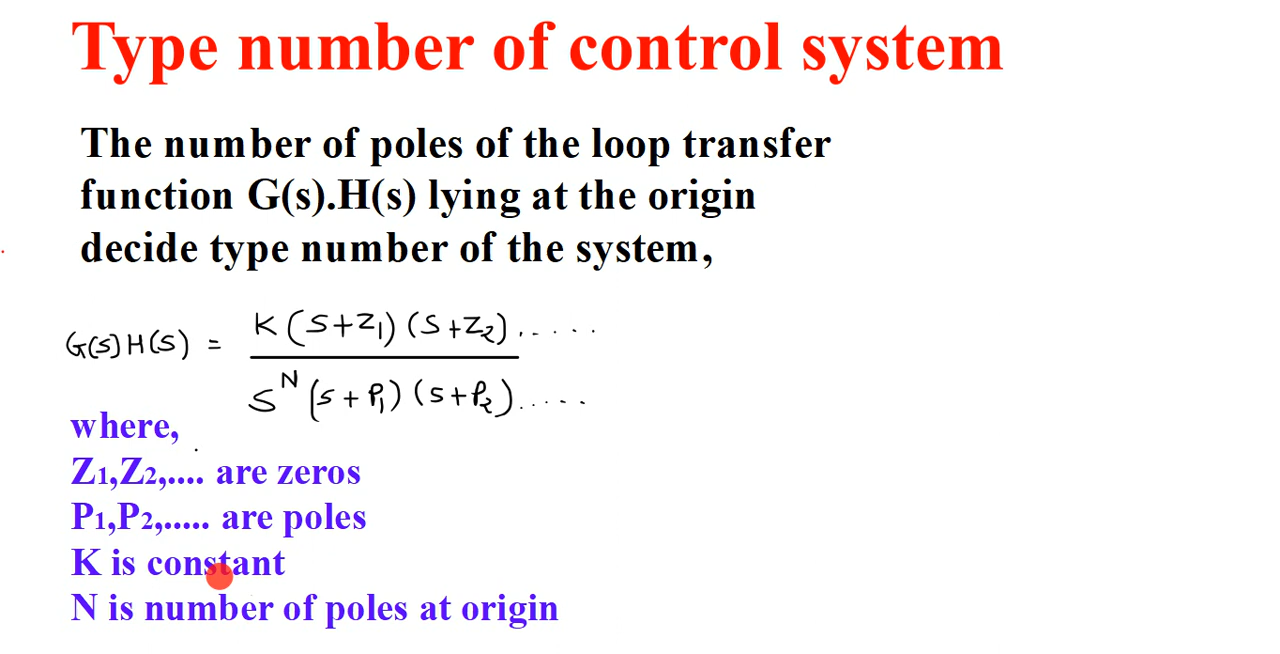 Type number of control system
The number of poles of the loop transfer
function G(s).H(s) lying at the origin
decide type number of the system,
G(s)H(s) = K(S+Z1)(S+Z2)..... / S^N (s+P1)(s+P2).....
where,
Z1,Z2,.... are zeros
P1,P2,..... are poles
K is constant
N is number of poles at origin